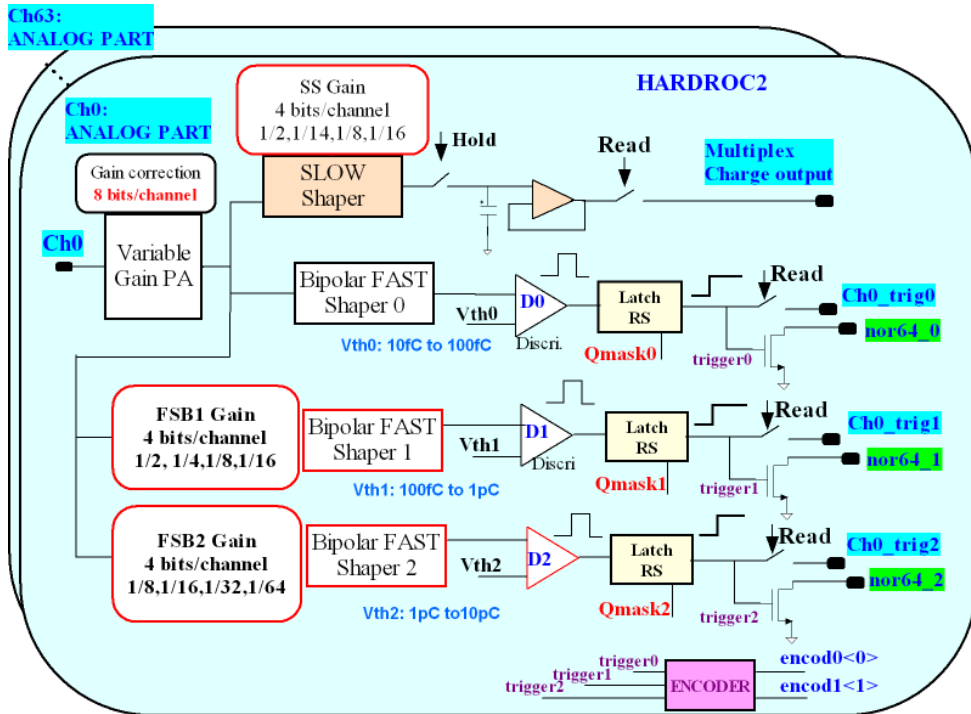 Ch63:
ANALOG PART
HARDROC2
Ch0:
ANALOG PART
SS Gain
4 bits/channel
1/2,1/14,1/8,1/16
Gain correction
8 bits/channel
SLOW
Shaper
Hold
Read
Multiplex
Charge output
Ch0
Variable
Gain PA
Bipolar FAST
Shaper 0
Vth0
D0
Discri.
Latch
RS
Read
Ch0_trig0
nor64_0
Vth0: 10fC to 100fC
Qmask0
trigger0
FSB1 Gain
4 bits/channel
1/2, 1/4,1/8,1/16
Bipolar FAST
Shaper 1
Vth1
D1
Discri
Latch
RS
Read
Ch0_trig1
nor64_1
Vth1: 100fC to 1pC
Qmask1
trigger1
FSB2 Gain
4 bits/channel
1/8,1/16,1/32,1/64
Bipolar FAST
Shaper 2
Vth2
D2
Latch
RS
Read
Ch0_trig2
nor64_2
Vth2: 1pC to10pC
Qmask2
trigger2
trigger0
trigger1
trigger2
ENCODER
encod0<0>
encod1<1>